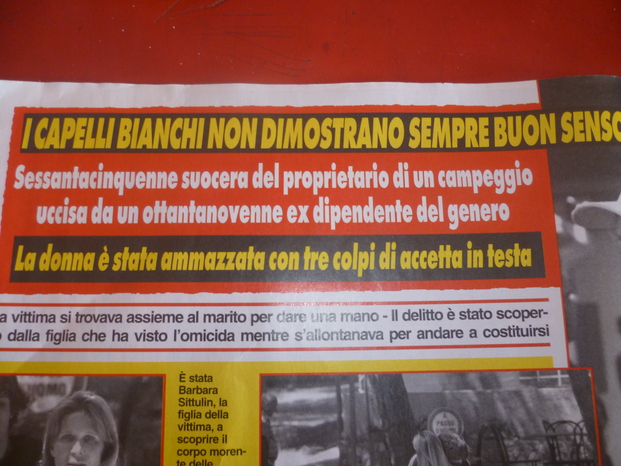 I CAPELLI BIANCHI NON DIMOSTRANO SEMPRE BUON SENSO
Sessantacinquenne suocera del proprietario di un campeggio
uccisa da un ottantanovenne ex dipendente del genero
La donna è stata ammazzata con tre colpi di accetta in testa
a vittima si trovava assieme al marito per dare una mano - Il delitto è stato scoper-
dalla figlia che ha visto l'omicida mentre s'allontanava per andare a costituirsi
È stata
Barbara
Sittulin, la
figlia della
vittima, a
scoprire il
corpo moren-
te delle